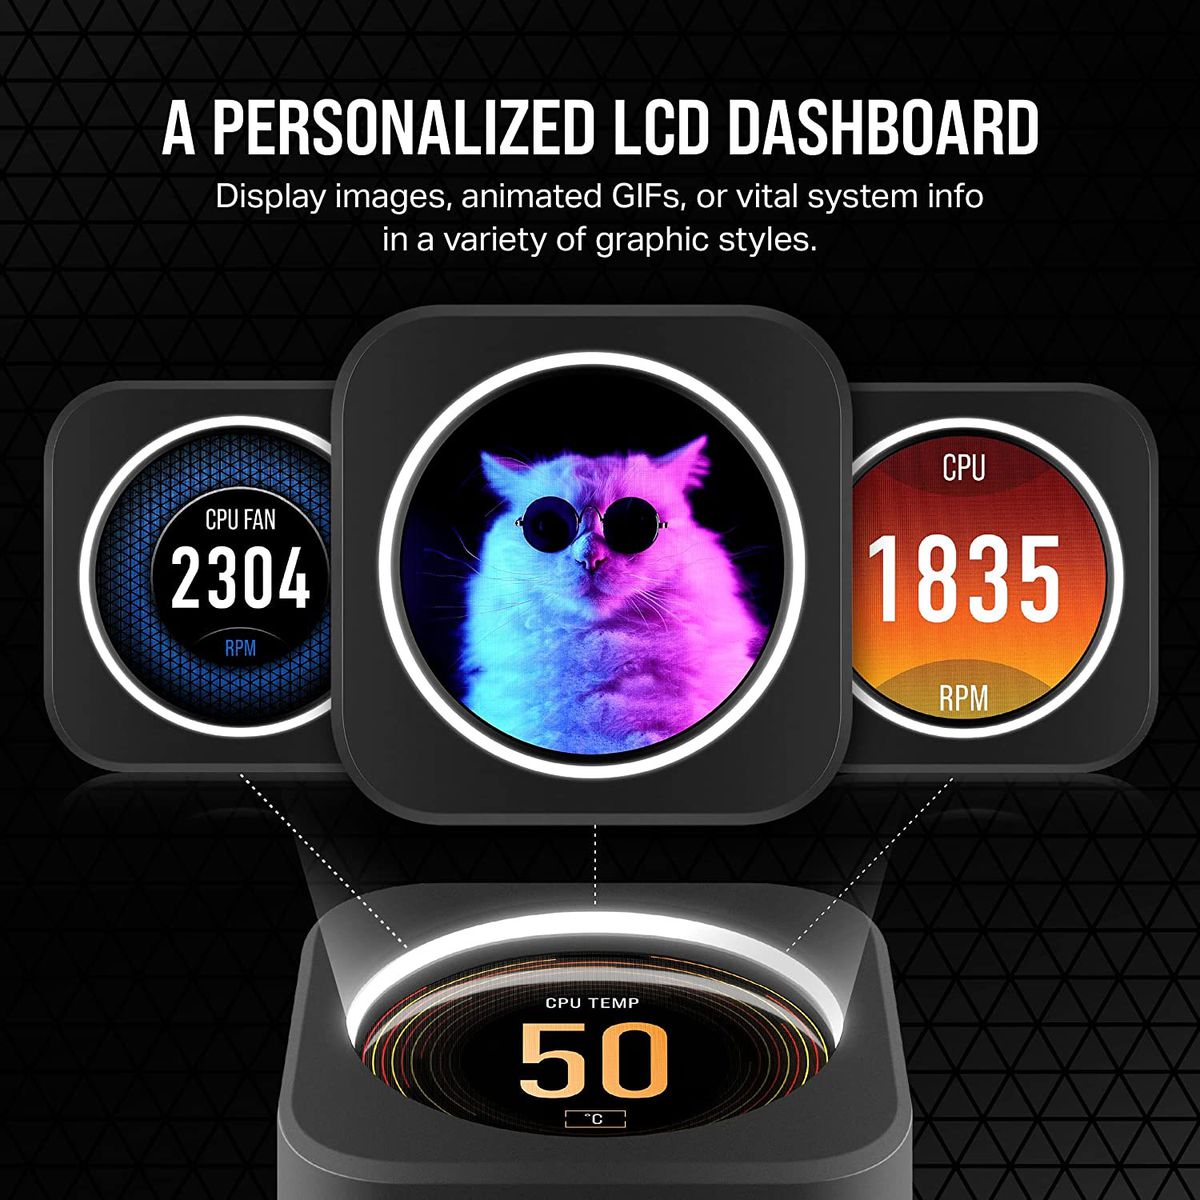 A PERSONALIZED LCD DASHBOARD
Display images, animated GIFs, or vital system info
in a variety of graphic styles.
CPU FAN
2304
RPM
CPU
1835
RPM
CPU TEMP
50
°C